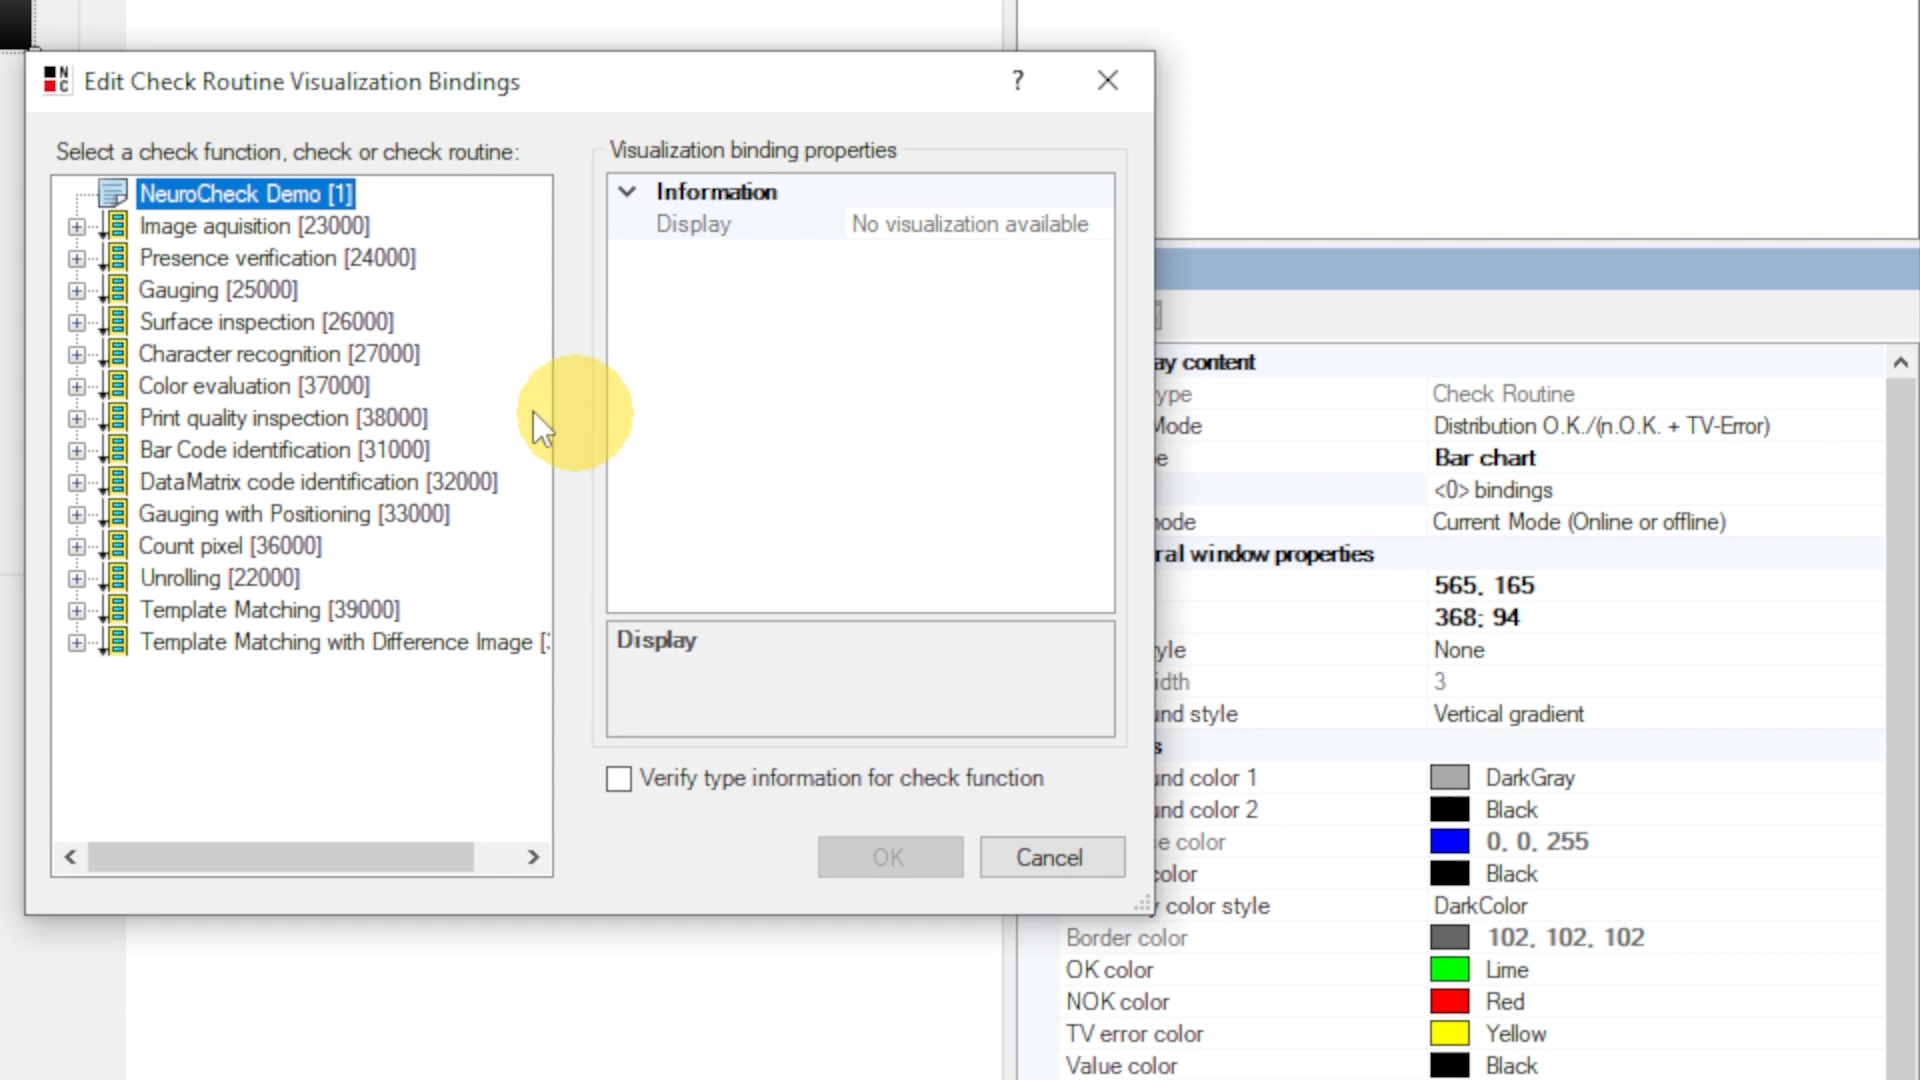 NC
Edit Check Routine Visualization Bindings
?
Select a check function, check or check routine:
NeuroCheck Demo [1]
Image aquisition [23000]
Presence verification [24000]
Gauging [25000]
Surface inspection [26000]
Character recognition [27000]
Color evaluation [37000]
Print quality inspection [38000]
Bar Code identification [31000]
DataMatrix code identification [32000]
Gauging with Positioning [33000]
Count pixel [36000]
Unrolling [22000]
Template Matching [39000]
Template Matching with Difference Image [
Visualization binding properties
Information
Display No visualization available
Display
Verify type information for check function
OK Cancel
ay content
ype Check Routine
Mode Distribution O.K./(n.O.K. + TV-Error)
e Bar chart
<0> bindings
ode Current Mode (Online or offline)
ral window properties
565, 165
368; 94
yle None
idth 3
und style Vertical gradient
s
und color 1 DarkGray
und color 2 Black
e color 0, 0, 255
color Black
y color style DarkColor
Border color 102, 102, 102
OK color Lime
NOK color Red
TV error color Yellow
Value color Black